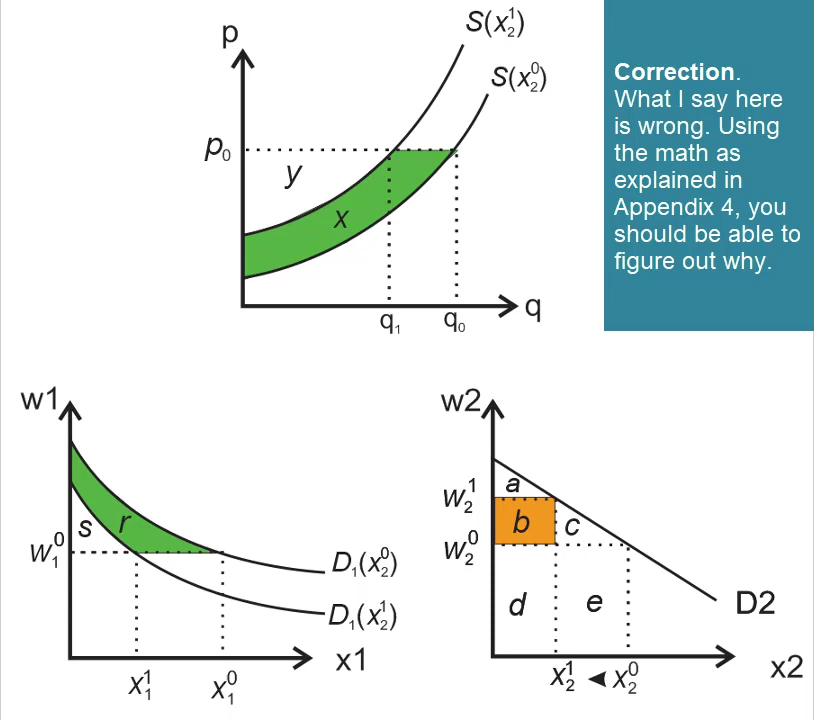 p
S(x₂¹)
S(x₂⁰)
p₀
y
x
q₁
q₀
q
Correction.
What I say here
is wrong. Using
the math as
explained in
Appendix 4, you
should be able to
figure out why.
w1
s
r
W₁⁰
D₁(x₂⁰)
D₁(x₂¹)
x₁¹
x₁⁰
x1
w2
a
W₂¹
b
c
W₂⁰
d
e
D2
x₂¹ ◄ x₂⁰
x2